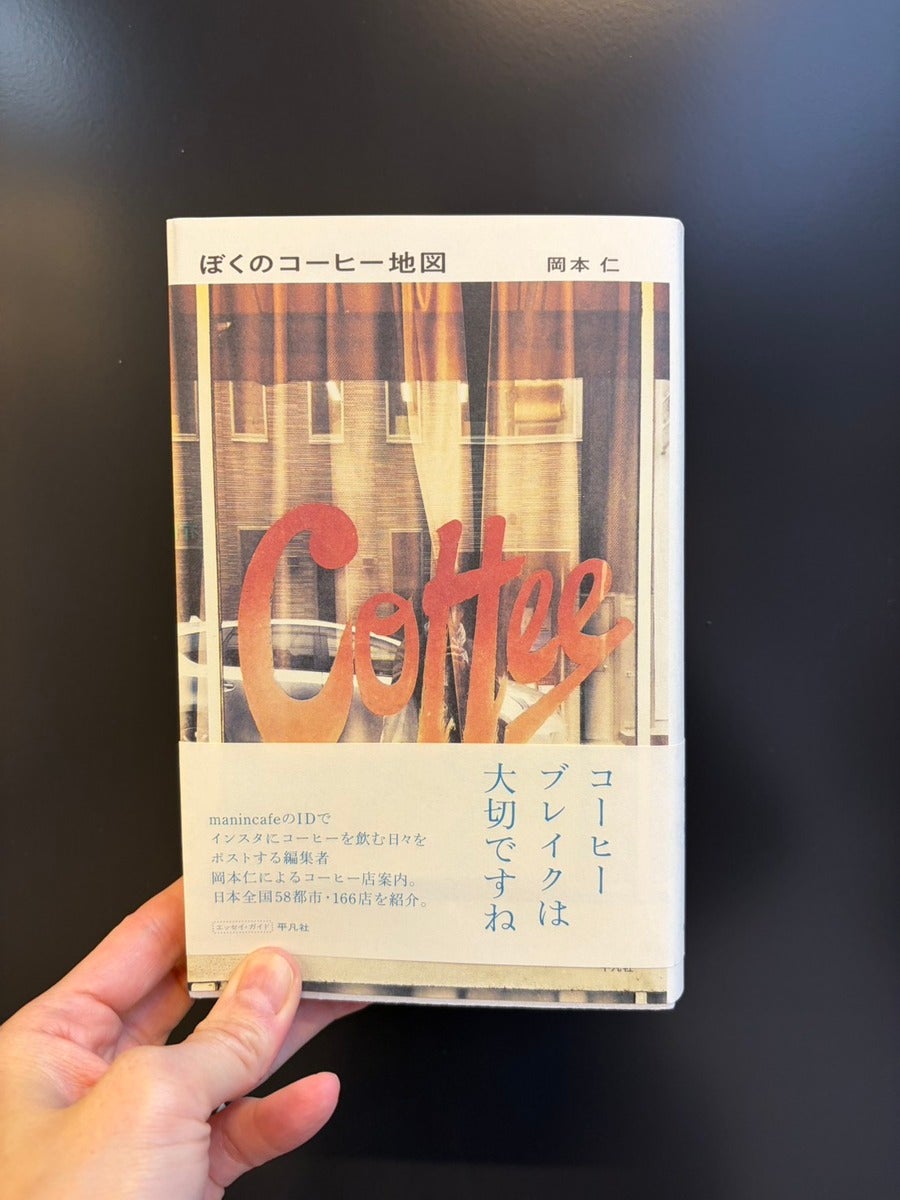 ぼくのコーヒー地図
岡本 仁
Coffee
コーヒー
ブレイクは
大切ですね
manincafeのIDで
インスタにコーヒーを飲む日々を
ポストする編集者
岡本仁によるコーヒー店案内。
日本全国58都市・166店を紹介。
エッセイ・ガイド 平凡社
平凡社